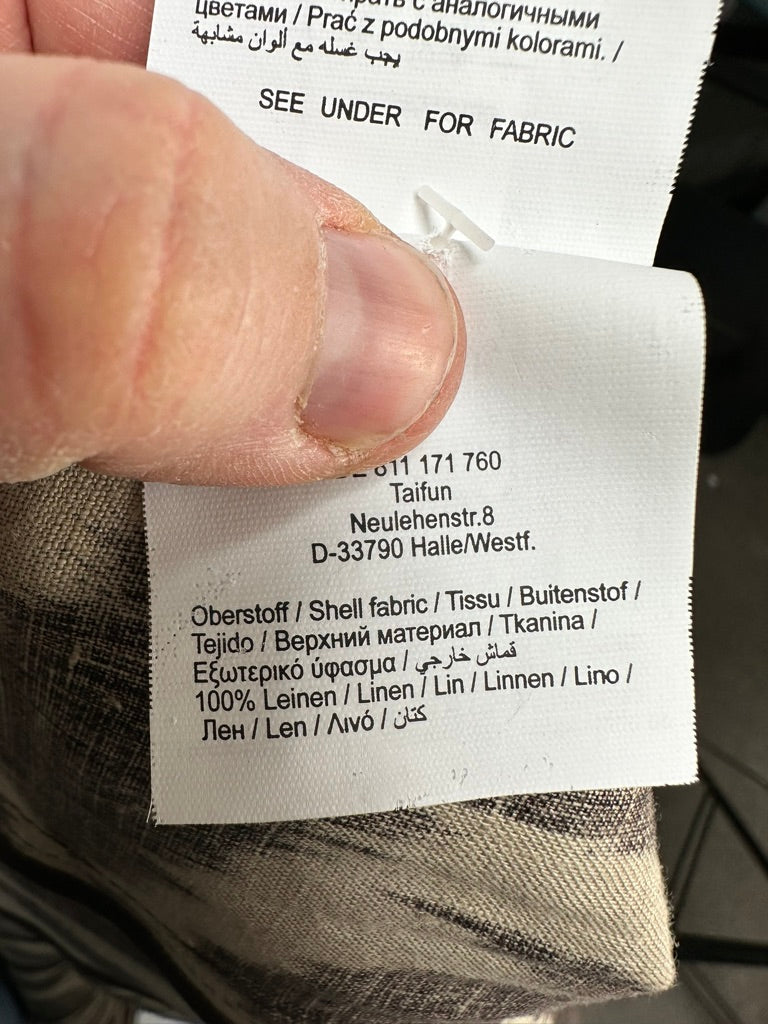 с аналогичными
цветами / Prać z podobnymi kolorami. /
يجب غسله مع ألوان مشابهة
SEE UNDER FOR FABRIC
811 171 760
Taifun
Neulehenstr.8
D-33790 Halle/Westf.
Oberstoff / Shell fabric / Tissu / Buitenstof /
Tejido / Верхний материал / Tkanina /
Εξωτερικό ύφασμα / قماش خارجي
100% Leinen / Linen / Lin / Linnen / Lino /
Лен / Len / Λινό / كتان